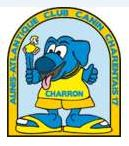 AUNIS-ATLANTIQUE CLUB CANIN CHARENTAIS 17
CHARRON